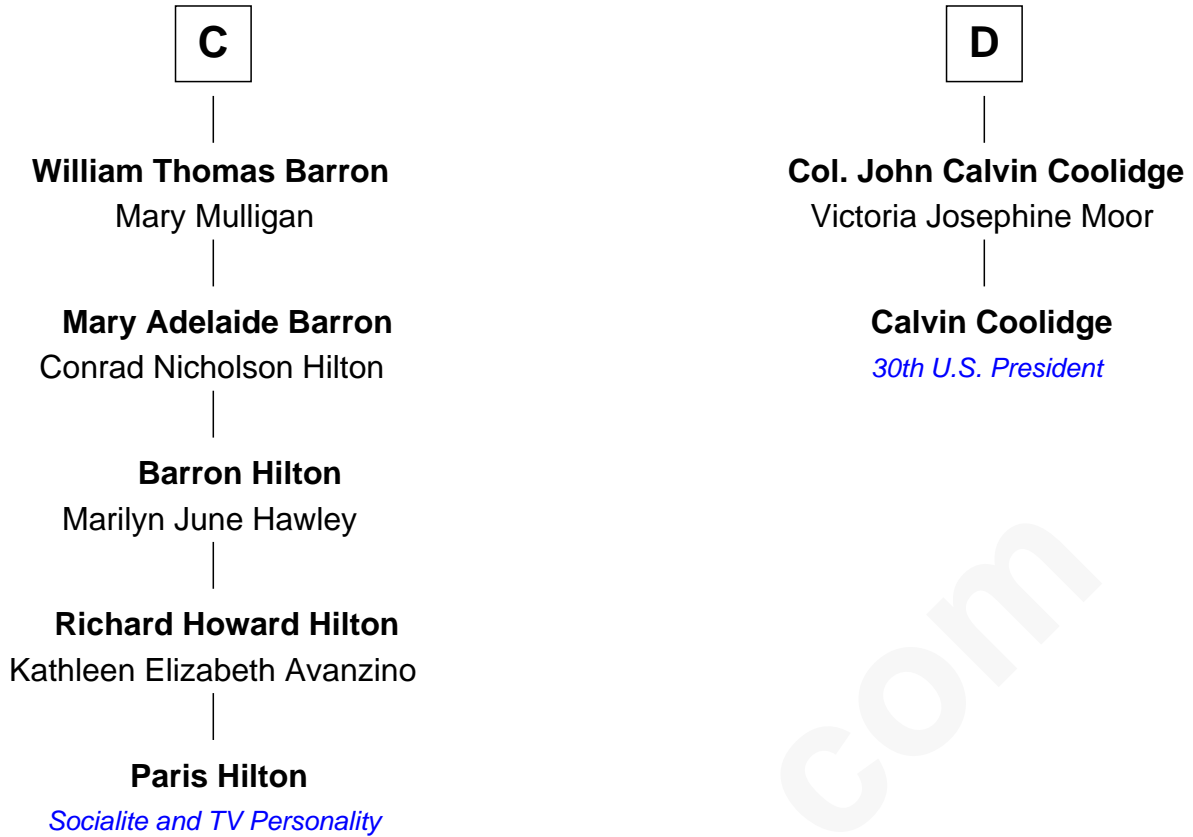 C
William Thomas Barron
Mary Mulligan
Mary Adelaide Barron
Conrad Nicholson Hilton
Barron Hilton
Marilyn June Hawley
Richard Howard Hilton
Kathleen Elizabeth Avanzino
Paris Hilton
Socialite and TV Personality
D
Col. John Calvin Coolidge
Victoria Josephine Moor
Calvin Coolidge
30th U.S. President
com